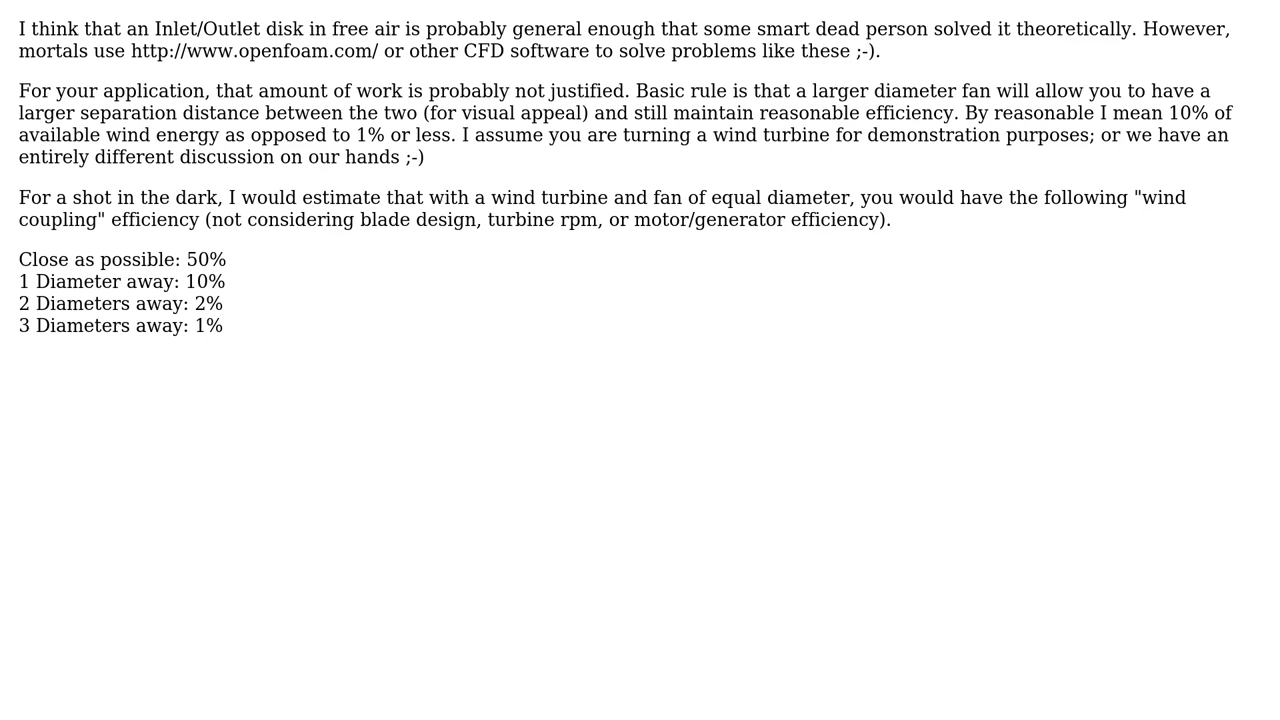 I think that an Inlet/Outlet disk in free air is probably general enough that some smart dead person solved it theoretically. However,
mortals use http://www.openfoam.com/ or other CFD software to solve problems like these ;-).
For your application, that amount of work is probably not justified. Basic rule is that a larger diameter fan will allow you to have a
larger separation distance between the two (for visual appeal) and still maintain reasonable efficiency. By reasonable I mean 10% of
available wind energy as opposed to 1% or less. I assume you are turning a wind turbine for demonstration purposes; or we have an
entirely different discussion on our hands ;-)
For a shot in the dark, I would estimate that with a wind turbine and fan of equal diameter, you would have the following "wind
coupling" efficiency (not considering blade design, turbine rpm, or motor/generator efficiency).
Close as possible: 50%
1 Diameter away: 10%
2 Diameters away: 2%
3 Diameters away: 1%